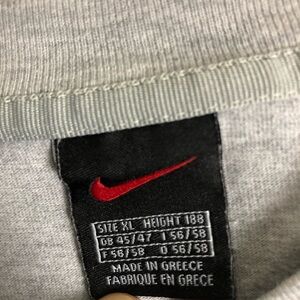 SIZE XL HEIGHT 188
GB 45/47 I 56/58
F 56/58 D 56/58
MADE IN GREECE
FABRIQUE EN GRECE